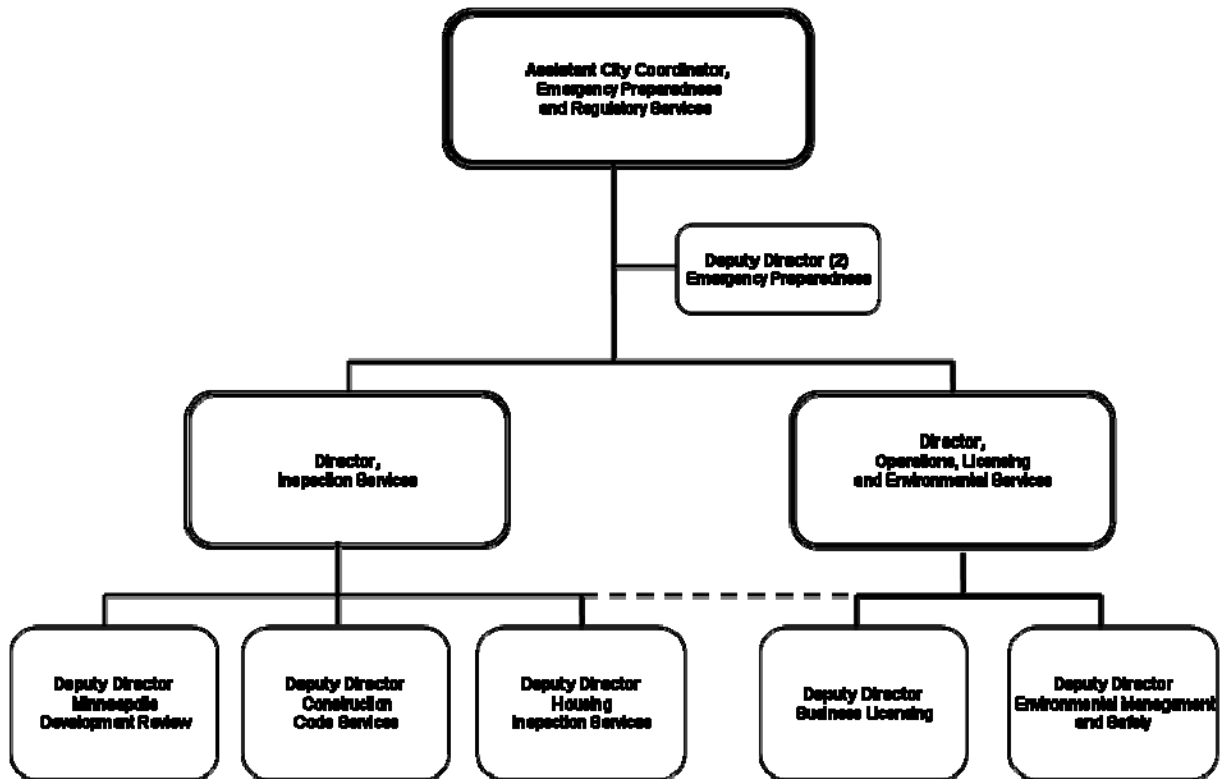 Assistant City Coordinator,
Emergency Preparedness
and Regulatory Services
Deputy Director (2)
Emergency Preparedness
Director,
Inspection Services
Director,
Operations, Licensing
and Environmental Services
Deputy Director
Minneapolis
Development Review
Deputy Director
Construction
Code Services
Deputy Director
Housing
Inspection Services
Deputy Director
Business Licensing
Deputy Director
Environmental Management
and Safety